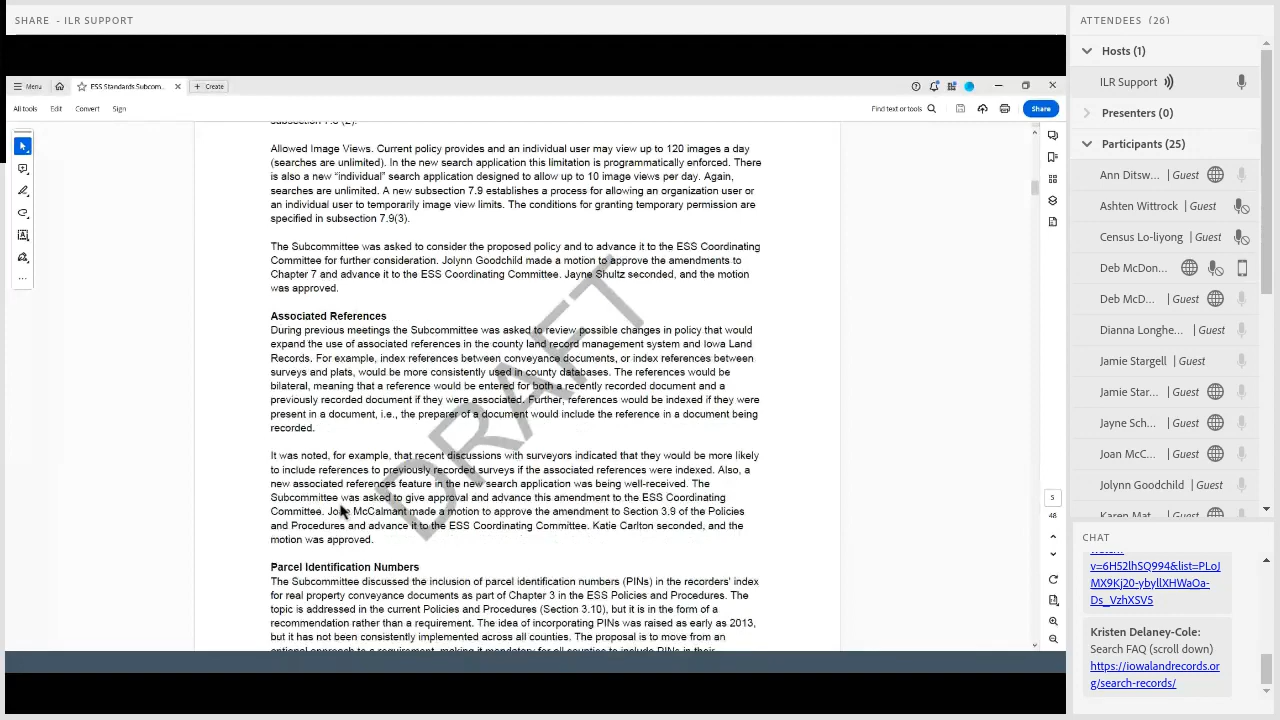 SHARE - ILR SUPPORT
Menu
ESS Standards Subcom...
Create
All tools
Edit
Convert
Sign
Find text or tools
Share
Allowed Image Views. Current policy provides and an individual user may view up to 120 images a day
(searches are unlimited). In the new search application this limitation is programmatically enforced. There
is also a new "individual" search application designed to allow up to 10 image views per day. Again,
searches are unlimited. A new subsection 7.9 establishes a process for allowing an organization user or
an individual user to temporarily image view limits. The conditions for granting temporary permission are
specified in subsection 7.9(3).
The Subcommittee was asked to consider the proposed policy and to advance it to the ESS Coordinating
Committee for further consideration. Jolynn Goodchild made a motion to approve the amendments to
Chapter 7 and advance it to the ESS Coordinating Committee. Jayne Shultz seconded, and the motion
was approved.
Associated References
During previous meetings the Subcommittee was asked to review possible changes in policy that would
expand the use of associated references in the county land record management system and Iowa Land
Records. For example, index references between conveyance documents, or index references between
surveys and plats, would be more consistently used in county databases. The references would be
bilateral, meaning that a reference would be entered for both a recently recorded document and a
previously recorded document if they were associated. Further, references would be indexed if they were
present in a document, i.e., the preparer of a document would include the reference in a document being
recorded.
It was noted, for example, that recent discussions with surveyors indicated that they would be more likely
to include references to previously recorded surveys if the associated references were indexed. Also, a
new associated references feature in the new search application was being well-received. The
Subcommittee was asked to give approval and advance this amendment to the ESS Coordinating
Committee. McCalmant made a motion to approve the amendment to Section 3.9 of the Policies
and Procedures and advance it to the ESS Coordinating Committee. Katie Carlton seconded, and the
motion was approved.
Parcel Identification Numbers
The Subcommittee discussed the inclusion of parcel identification numbers (PINs) in the recorders' index
for real property conveyance documents as part of Chapter 3 in the ESS Policies and Procedures. The
topic is addressed in the current Policies and Procedures (Section 3.10), but it is in the form of a
recommendation rather than a requirement. The idea of incorporating PINs was raised as early as 2013,
but it has not been consistently implemented across all counties. The proposal is to move from an
DRAFT
5
48
ATTENDEES (26)
Hosts (1)
ILR Support
Presenters (0)
Participants (25)
Ann Ditsw... | Guest
Ashten Wittrock | Guest
Census Lo-liyong | Guest
Deb McDon...
Deb McD... | Guest
Dianna Longhe... | Guest
Jamie Stargell | Guest
Jamie Star... | Guest
Jayne Sch... | Guest
Joan McC... | Guest
Jolynn Goodchild | Guest
Karen Mat... | Guest
CHAT
v=6H52lhSQ994&list=PLoJ
MX9Kj20-ybyllXHWaOa-
Ds_VzhXSV5
Kristen Delaney-Cole:
Search FAQ (scroll down)
https://iowalandrecords.or
g/search-records/